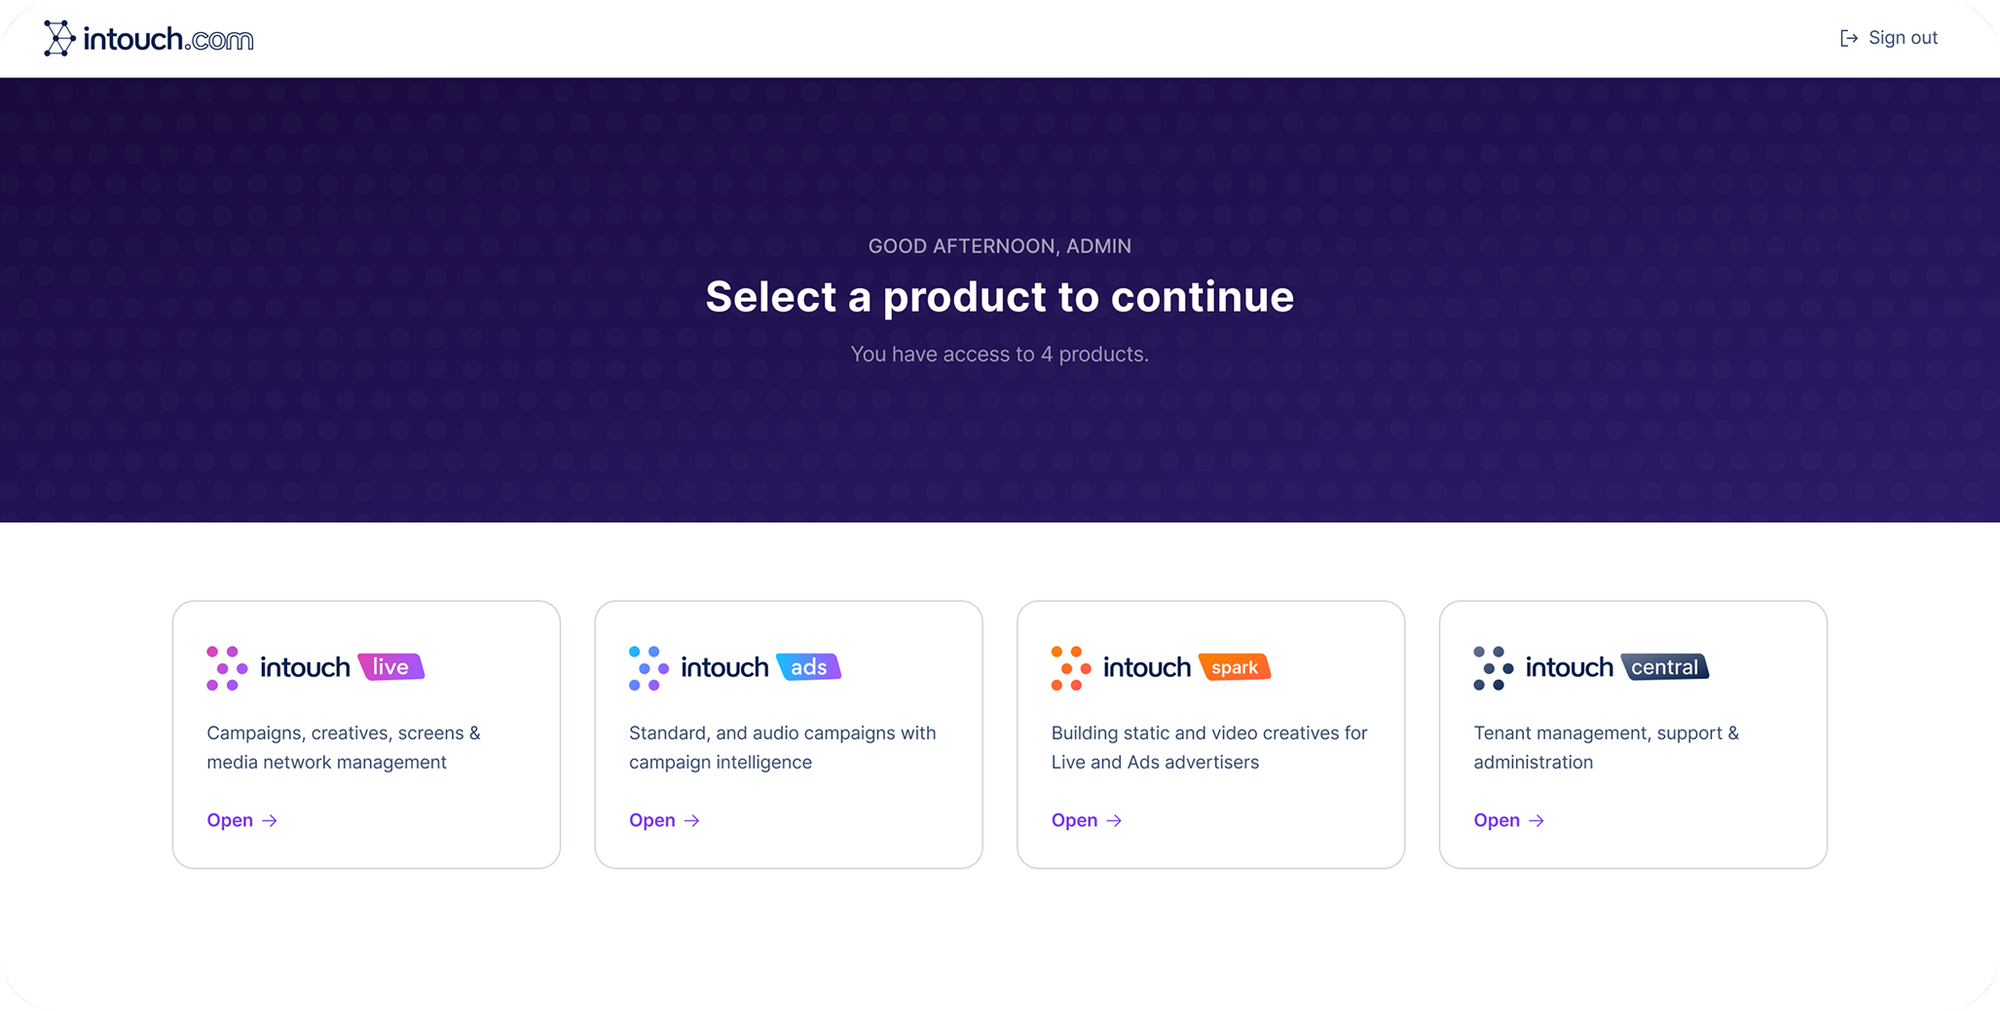 intouch.com
Sign out
GOOD AFTERNOON, ADMIN
Select a product to continue
You have access to 4 products.
intouch live
Campaigns, creatives, screens &
media network management
Open →
intouch ads
Standard, and audio campaigns with
campaign intelligence
Open →
intouch spark
Building static and video creatives for
Live and Ads advertisers
Open →
intouch central
Tenant management, support &
administration
Open →